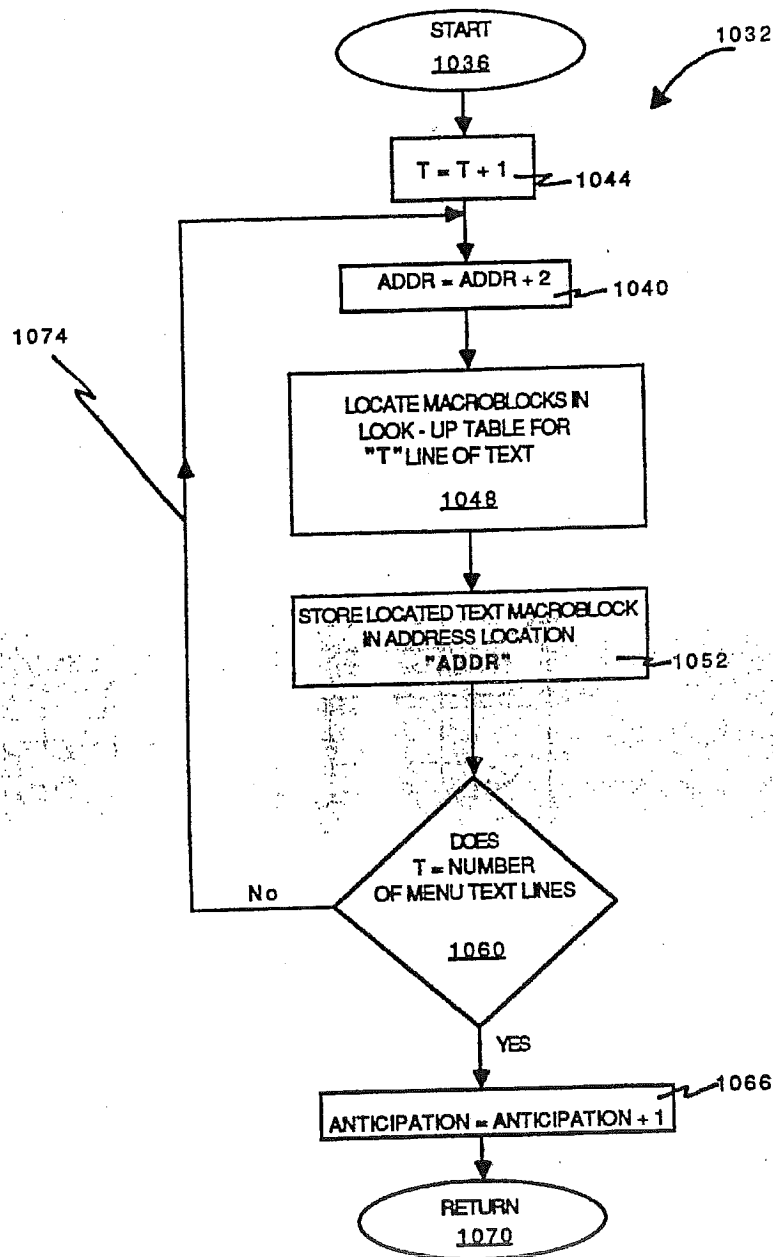 START
1036
1032
T = T + 1
1044
ADDR = ADDR + 2
1040
1074
LOCATE MACROBLOCKS IN
LOOK - UP TABLE FOR
"T" LINE OF TEXT
1048
STORE LOCATED TEXT MACROBLOCK
IN ADDRESS LOCATION
"ADDR"
1052
DOES
T = NUMBER
OF MENU TEXT LINES
1060
No
YES
1066
ANTICIPATION = ANTICIPATION + 1
RETURN
1070